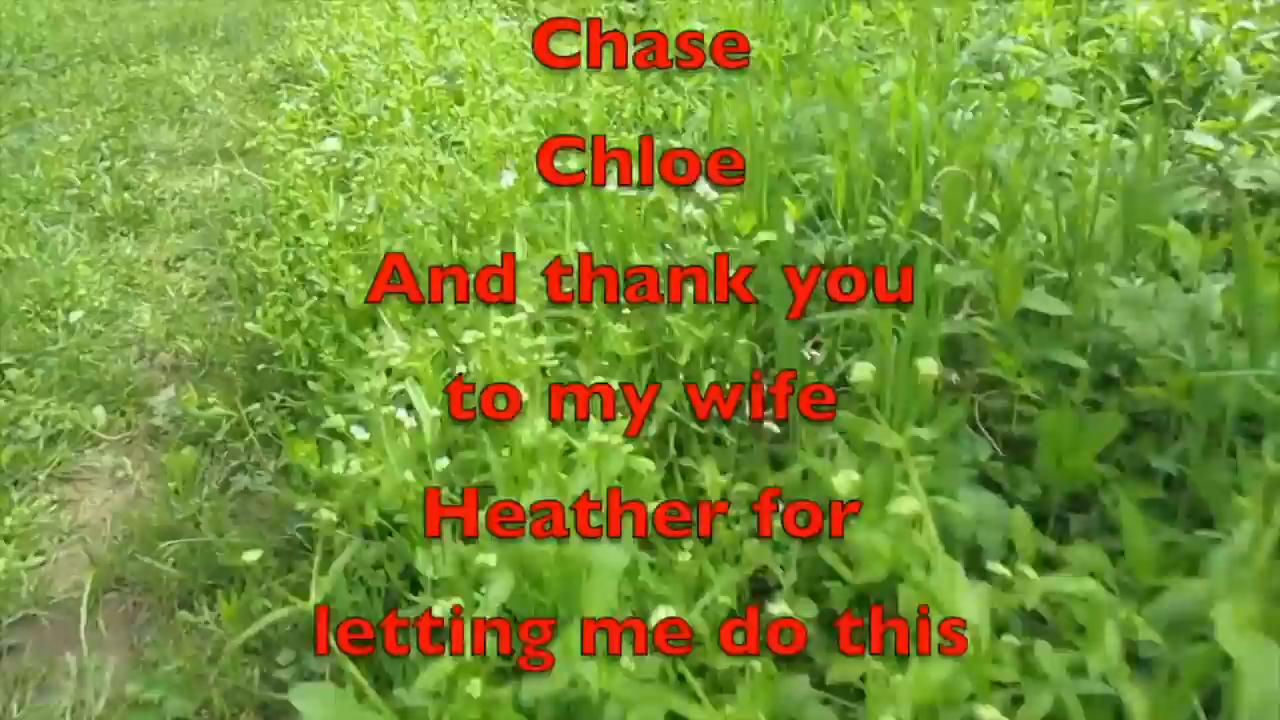 Chase
Chloe
And thank you
to my wife
Heather for
letting me do this